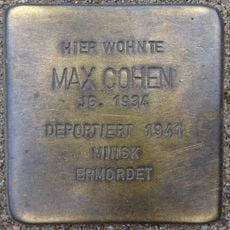 HIER WOHNTE
MAX COHEN
JG. 1934
DEPORTIERT 1941
MINSK
ERMORDET